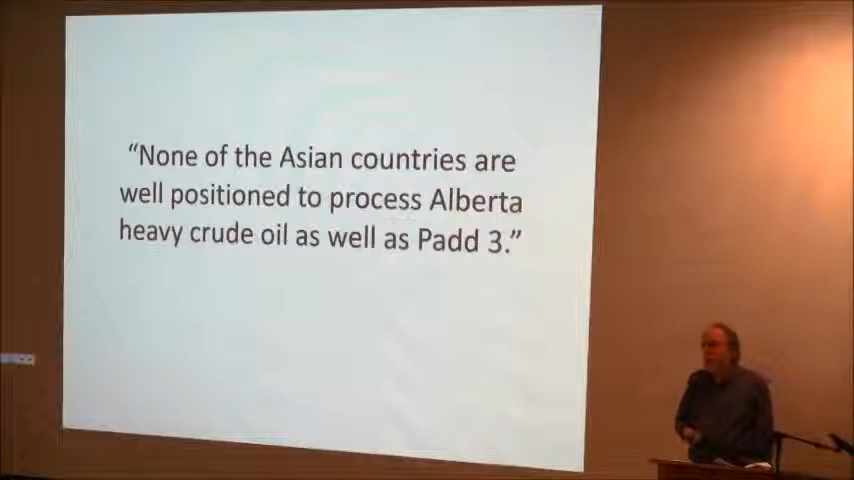 “None of the Asian countries are
well positioned to process Alberta
heavy crude oil as well as Padd 3.”